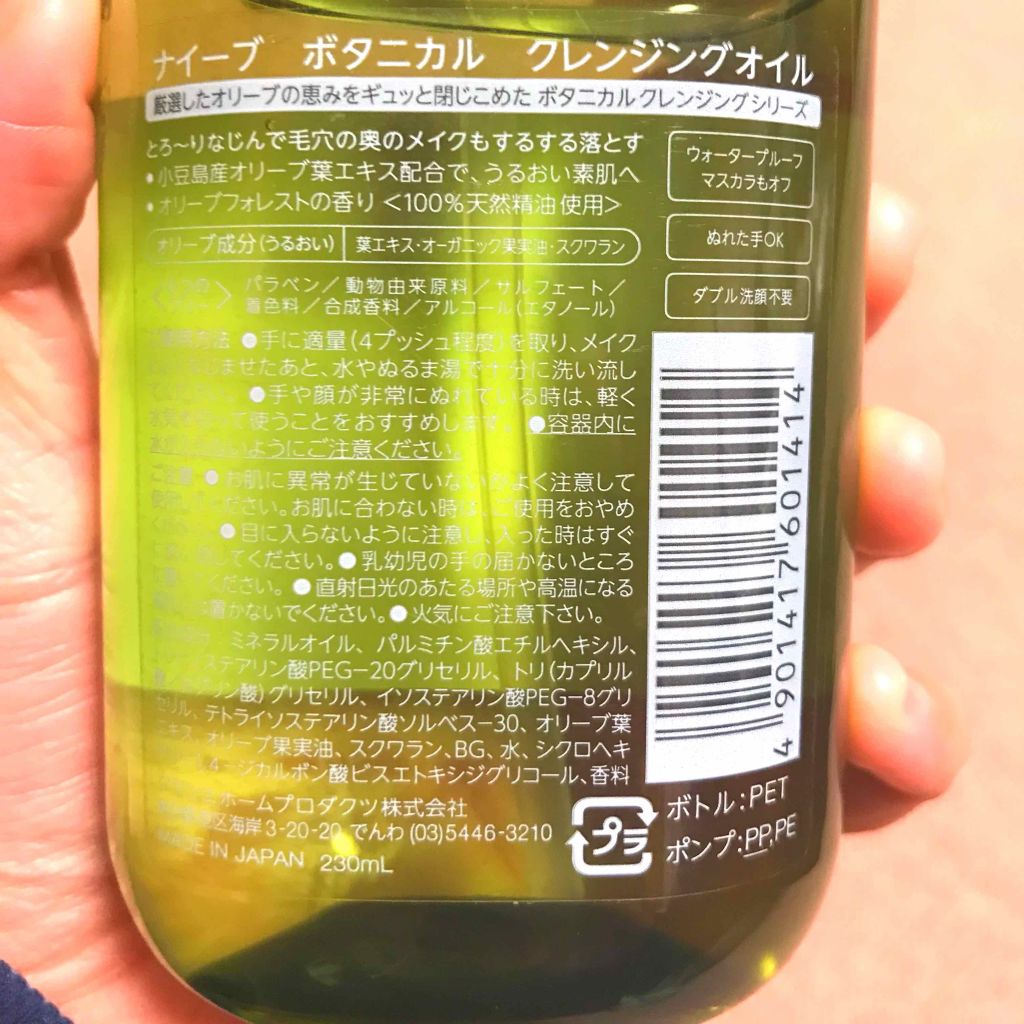 ナイーブ ボタニカル クレンジングオイル
厳選したオリーブの恵みをギュッと閉じこめた ボタニカル クレンジングシリーズ
とろ〜りなじんで毛穴の奥のメイクもするする落とす
・小豆島産オリーブ葉エキス配合で、うるおい素肌へ
・オリーブフォレストの香り<100%天然精油使用>
オリーブ成分(うるおい) 葉エキス・オーガニック果実油・スクワラン
パラベン/動物由来原料/サルフェート/
着色料/合成香料/アルコール(エタノール)
ウォータープルーフ
マスカラもオフ
ぬれた手OK
ダブル洗顔不要
方法 ●手に適量(4プッシュ程度)を取り、メイク
じませたあと、水やぬるま湯で十分に洗い流し
●手や顔が非常にぬれている時は、軽く
使うことをおすすめします。 ●容器内に
ようにご注意ください。
●お肌に異常が生じていないかよく注意して
ください。お肌に合わない時は、ご使用をおやめ
●目に入らないように注意し、入った時はすぐ
してください。●乳幼児の手の届かないところ
ください。 ●直射日光のあたる場所や高温になる
かないでください。●火気にご注意下さい。
ミネラルオイル、パルミチン酸エチルヘキシル、
ステアリン酸PEG-20グリセリル、トリ(カプリル
リン酸)グリセリル、イソステアリン酸PEG-8グリ
セリル、テトライソステアリン酸ソルベス-30、オリーブ葉
エキス、オリーブ果実油、スクワラン、BG、水、シクロヘキ
4-ジカルボン酸ビスエトキシジグリコール、香料
ホームプロダクツ株式会社
区海岸3-20-20 でんわ (03)5446-3210
MADE IN JAPAN 230mL
プラ
ボトル:PET
ポンプ:PP,PE
4901417601414